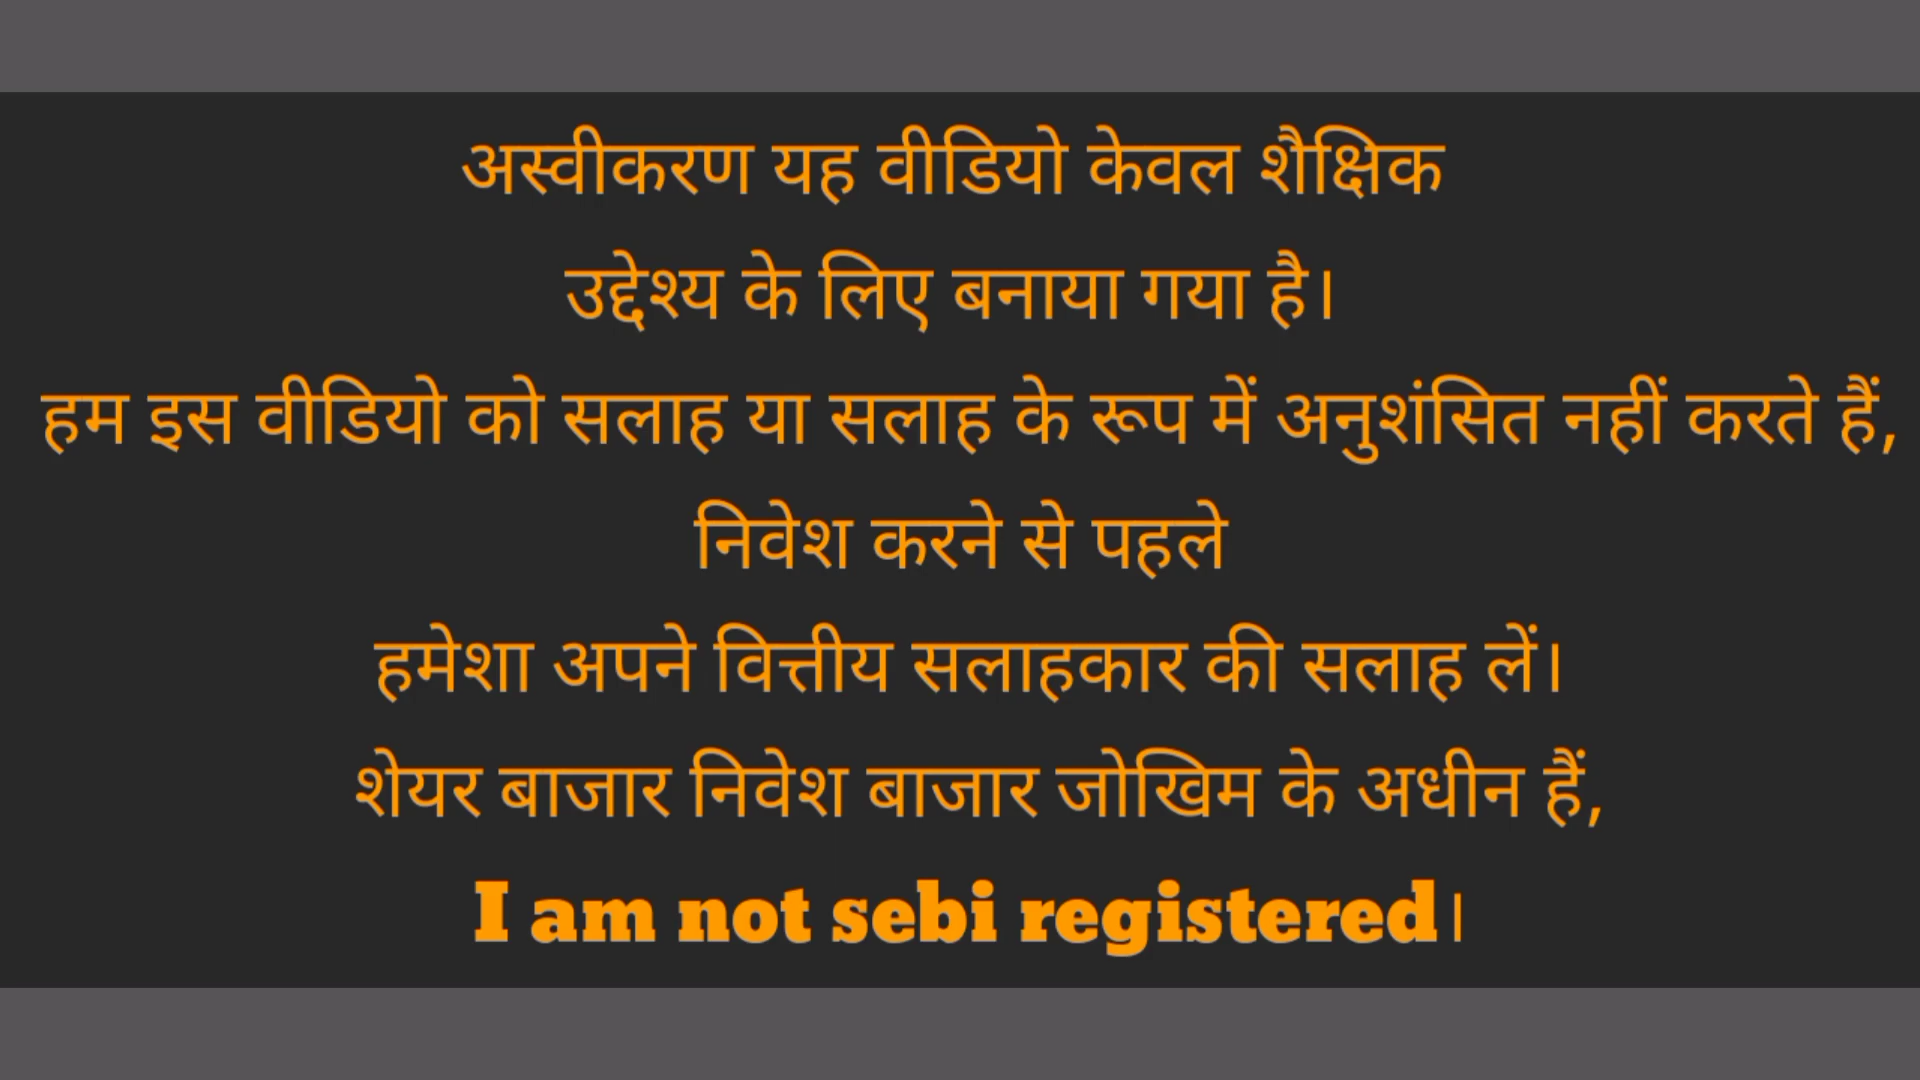 अस्वीकरण यह वीडियो केवल शैक्षिक
उद्देश्य के लिए बनाया गया है।
हम इस वीडियो को सलाह या सलाह के रूप में अनुशंसित नहीं करते हैं,
निवेश करने से पहले
हमेशा अपने वित्तीय सलाहकार की सलाह लें।
शेयर बाजार निवेश बाजार जोखिम के अधीन हैं,
I am not sebi registered।